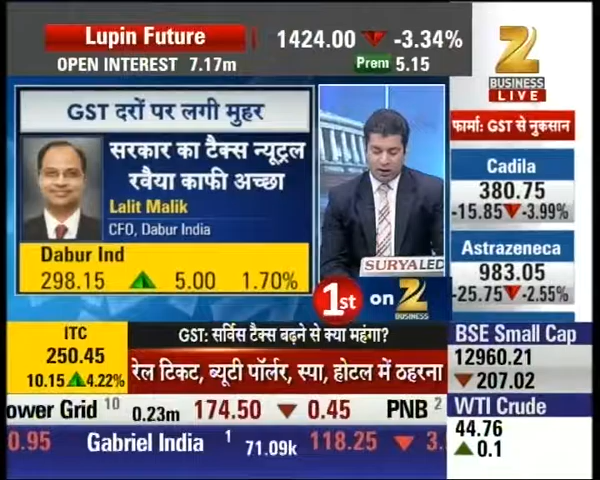 Lupin Future
1424.00 -3.34%
OPEN INTEREST 7.17m
Prem 5.15
Z
BUSINESS
LIVE
GST दरों पर लगी मुहर
सरकार का टैक्स न्यूट्रल
रवैया काफी अच्छा
Lalit Malik
CFO, Dabur India
Dabur Ind
298.15 5.00 1.70%
SURYALED
1st on Z
BUSINESS
फार्मा: GST से नुकसान
Cadila
380.75
-15.85 -3.99%
Astrazeneca
983.05
-25.75 -2.55%
ITC
250.45
10.15 4.22%
GST: सर्विस टैक्स बढ़ने से क्या महंगा?
रेल टिकट, ब्यूटी पॉर्लर, स्पा, होटल में ठहरना
BSE Small Cap
12960.21
207.02
WTI Crude
44.76
0.1
ower Grid 10 0.23m 174.50 0.45 PNB 2
0.95 Gabriel India 1 71.09k 118.25 3.